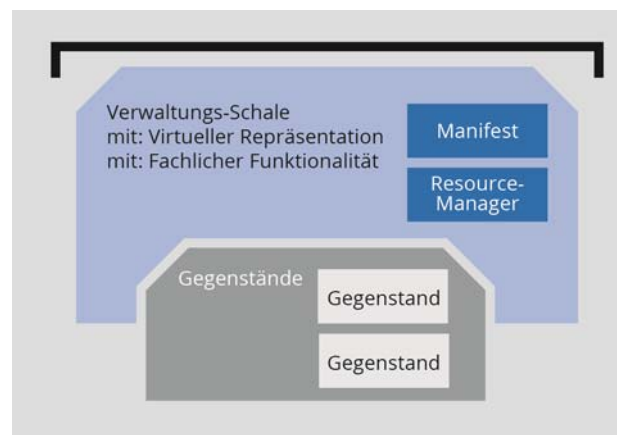 Verwaltungs-Schale
mit: Virtueller Repräsentation
mit: Fachlicher Funktionalität
Manifest
Resource-
Manager
Gegenstände
Gegenstand
Gegenstand